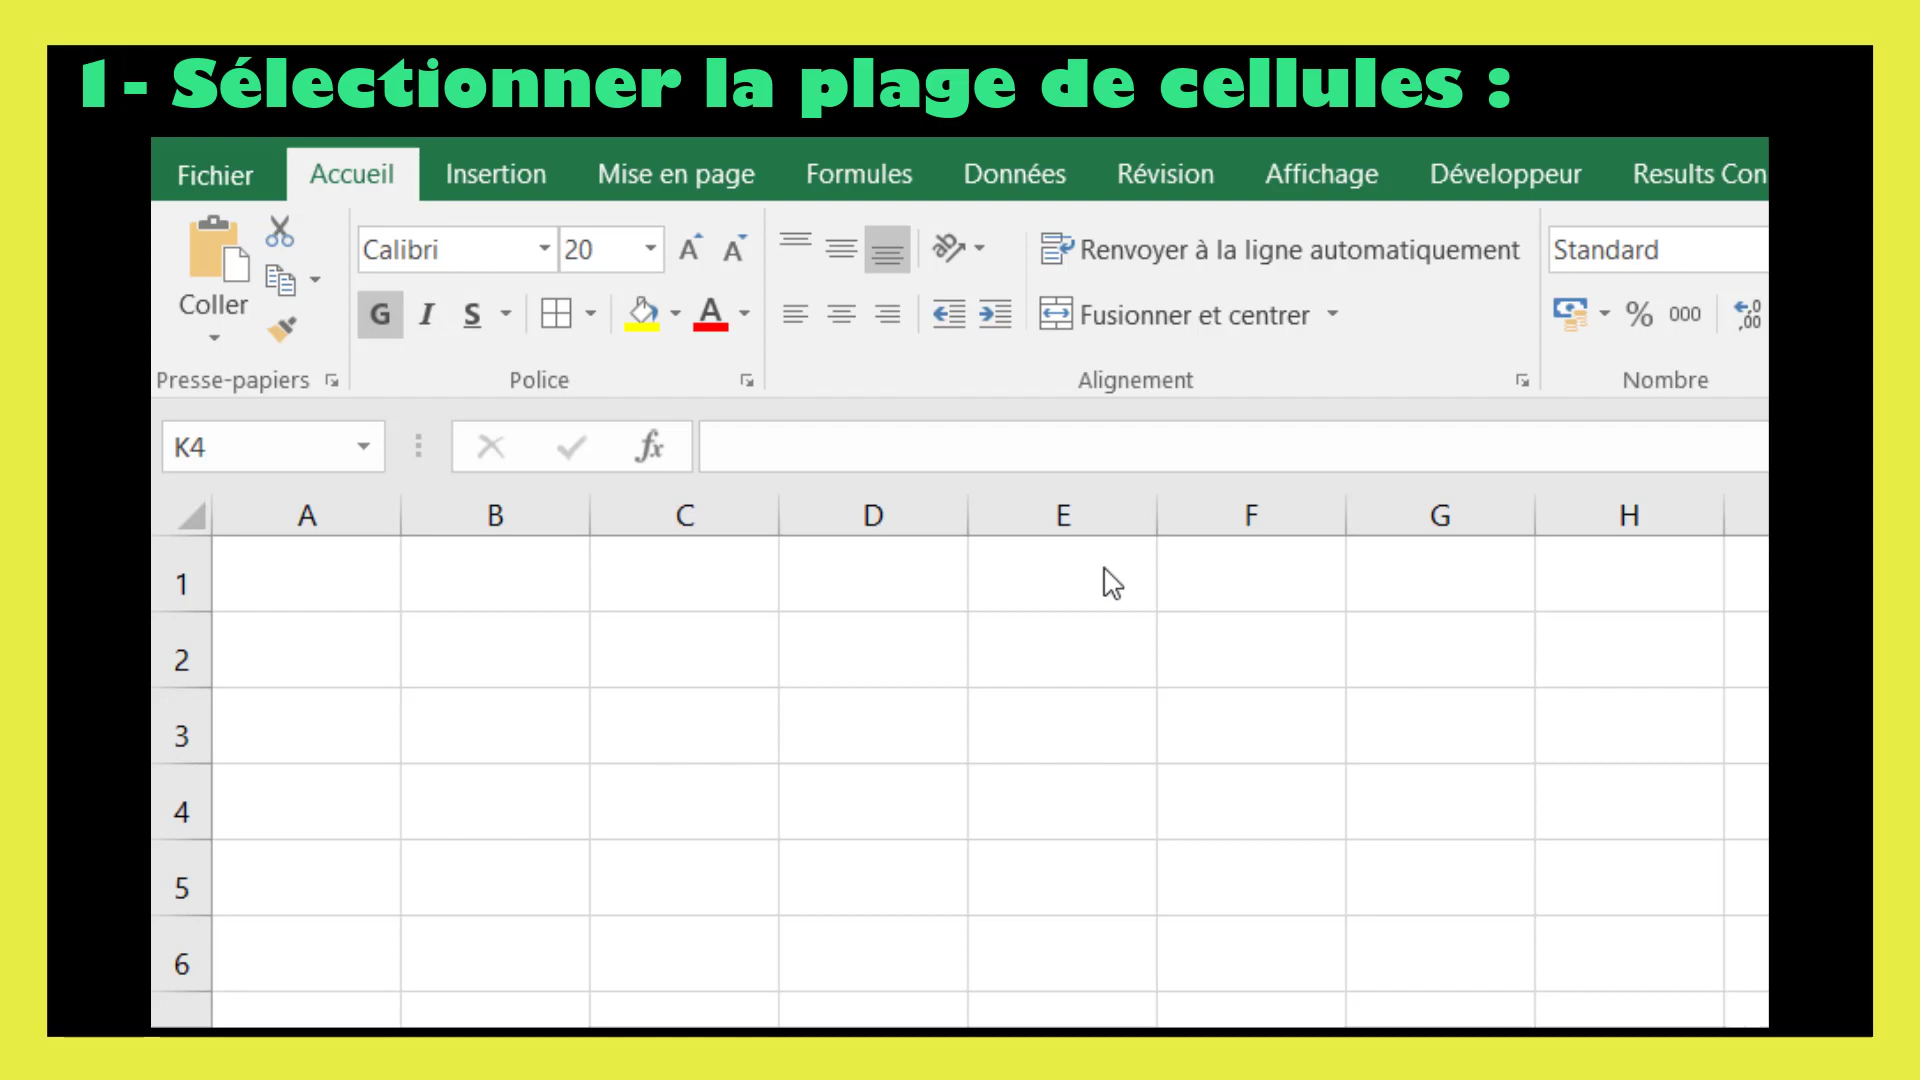 1- Sélectionner la plage de cellules :
Fichier Accueil Insertion Mise en page Formules Données Révision Affichage Développeur Results Con
Calibri 20 A A Renvoyer à la ligne automatiquement Standard
Coller G I S A Fusionner et centrer % 000 ,0 ,00
Presse-papiers Police Alignement Nombre
K4 fx
A B C D E F G H
1
2
3
4
5
6